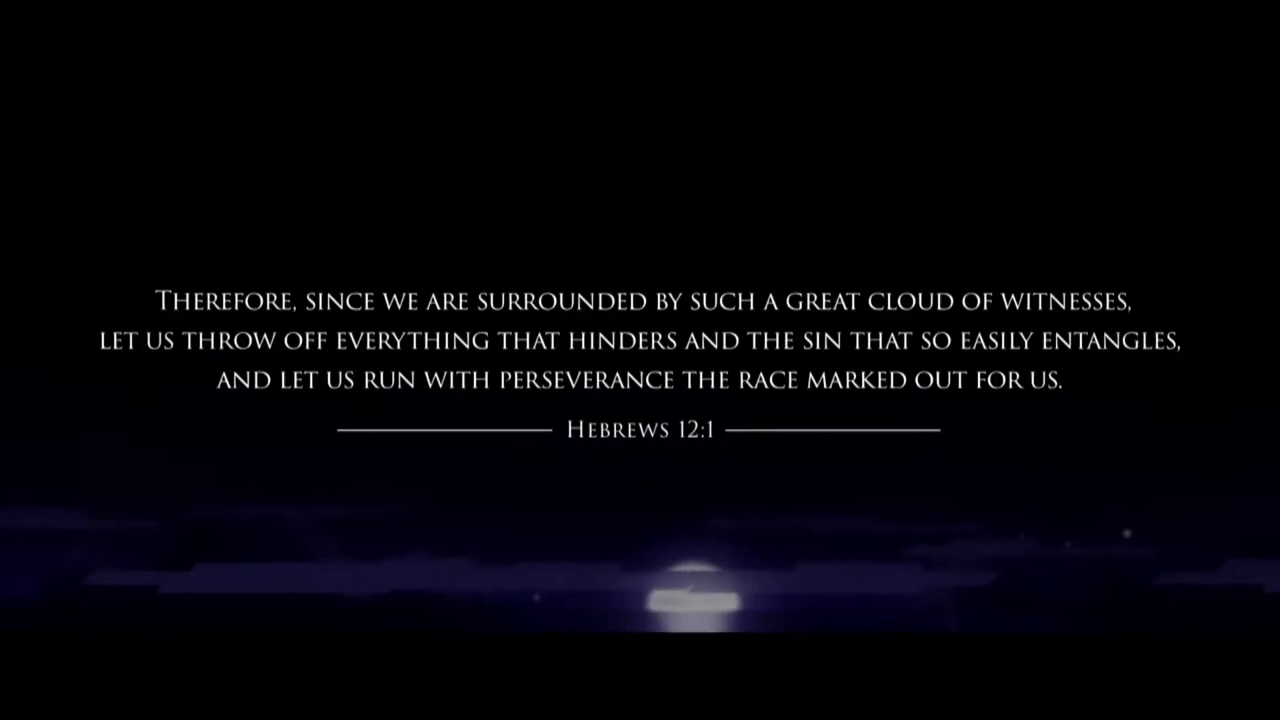 Therefore, since we are surrounded by such a great cloud of witnesses,
let us throw off everything that hinders and the sin that so easily entangles,
and let us run with perseverance the race marked out for us.
Hebrews 12:1